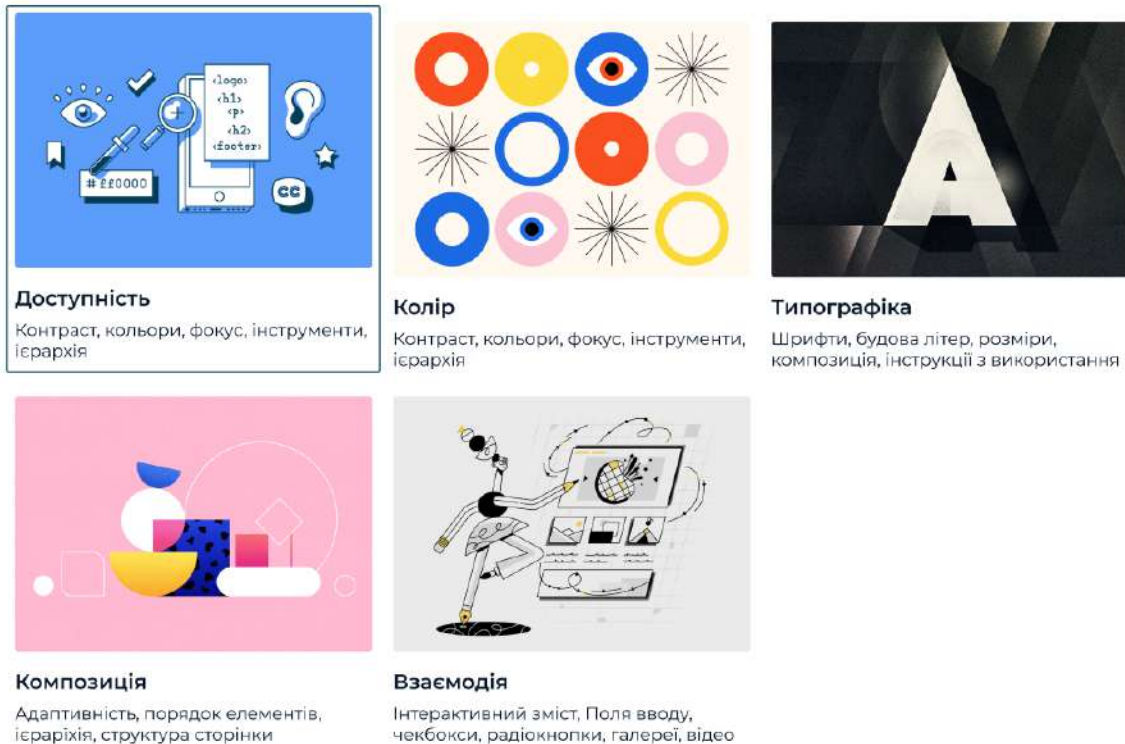 <logo>
<h1>
<p>
<h2>
<footer>
# ff0000
CC
A
Доступність
Контраст, кольори, фокус, інструменти,
ієрархія
Колір
Контраст, кольори, фокус, інструменти,
ієрархія
Типографіка
Шрифти, будова літер, розміри,
композиція, інструкції з використання
Композиція
Адаптивність, порядок елементів,
ієраріхія, структура сторінки
Взаємодія
Інтерактивний зміст, Поля вводу,
чекбокси, радіокнопки, галереї, відео